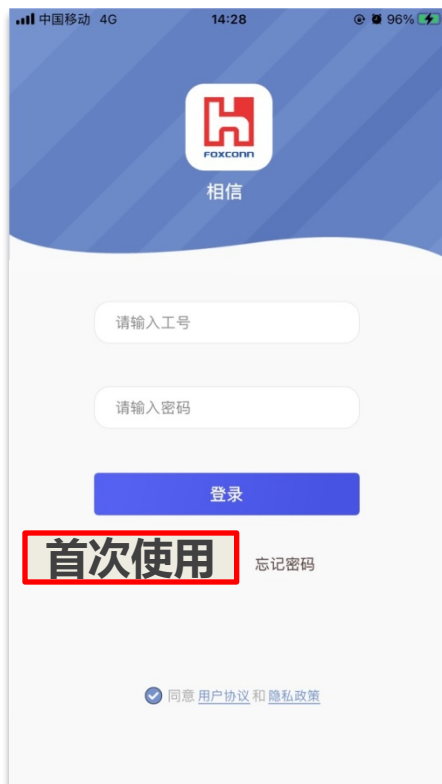 中国移动 4G 14:28 96%
FOXCONN
相信
请输入工号
请输入密码
登录
首次使用 忘记密码
同意 用户协议 和 隐私政策